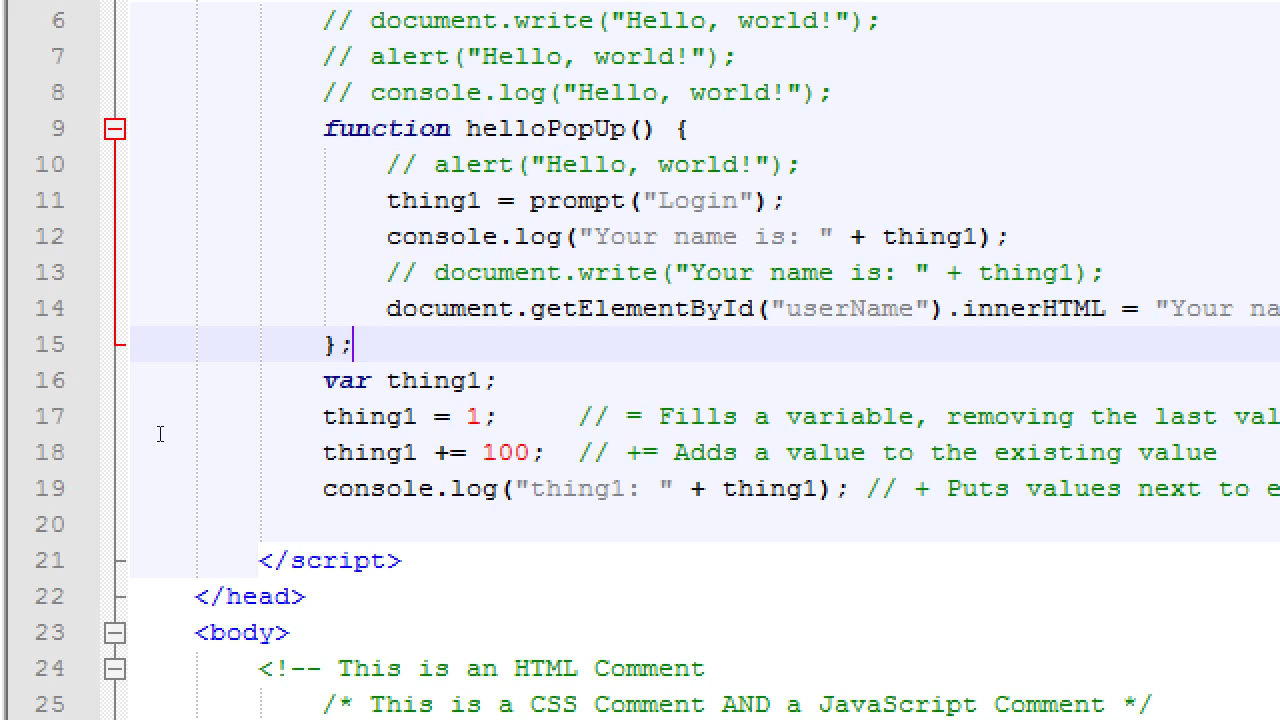 6 // document.write("Hello, world!");
7 // alert("Hello, world!");
8 // console.log("Hello, world!");
9 function helloPopUp() {
10 // alert("Hello, world!");
11 thing1 = prompt("Login");
12 console.log("Your name is: " + thing1);
13 // document.write("Your name is: " + thing1);
14 document.getElementById("userName").innerHTML = "Your na
15 };
16 var thing1;
17 thing1 = 1; // = Fills a variable, removing the last val
18 thing1 += 100; // += Adds a value to the existing value
19 console.log("thing1: " + thing1); // + Puts values next to e
20
21 </script>
22 </head>
23 <body>
24 <!-- This is an HTML Comment
25 /* This is a CSS Comment AND a JavaScript Comment */